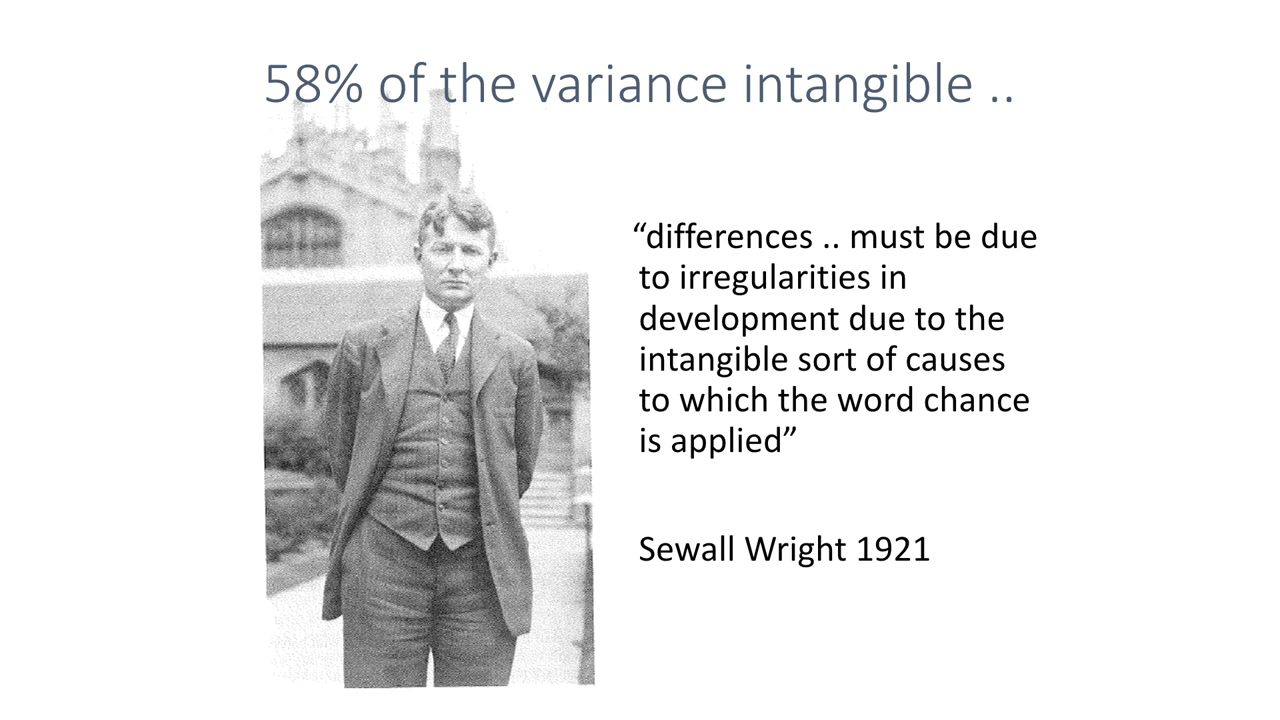 58% of the variance intangible ..
“differences .. must be due
to irregularities in
development due to the
intangible sort of causes
to which the word chance
is applied”
Sewall Wright 1921